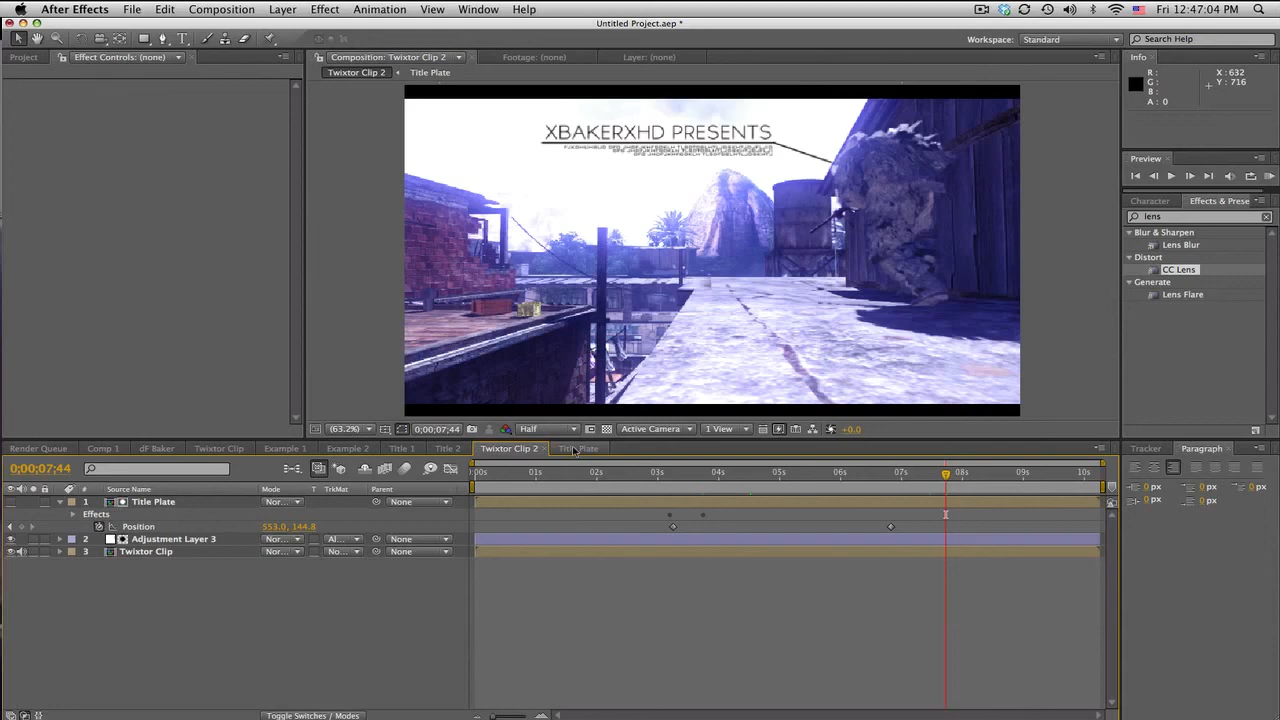 After Effects File Edit Composition Layer Effect Animation View Window Help Fri 12:47:04 PM
Untitled Project.aep *
Workspace: Standard Search Help
Project Effect Controls: (none) Composition: Twixtor Clip 2 Footage: (none) Layer: (none) Info
Twixtor Clip 2 Title Plate
R: X: 632
G: Y: 716
B:
A: 0
XBAKERXHD PRESENTS
Preview
Character Effects & Prese
lens
Blur & Sharpen
Lens Blur
Distort
CC Lens
Generate
Lens Flare
(63.2%) 0;00;07;44 Half Active Camera 1 View +0.0
Render Queue Comp 1 dF Baker Twixtor Clip Example 1 Example 2 Title 1 Title 2 Twixtor Clip 2 Title Plate Tracker Paragraph
0;00;07;44 :00s 01s 02s 03s 04s 05s 06s 07s 08s 09s 10s
# Source Name Mode T TrkMat Parent
0 px 0 px 0 px
0 px 0 px
1 Title Plate Nor... None
Effects
Position 553.0, 144.8
2 Adjustment Layer 3 Nor... Al... None
3 Twixtor Clip Nor... No... None
Toggle Switches / Modes